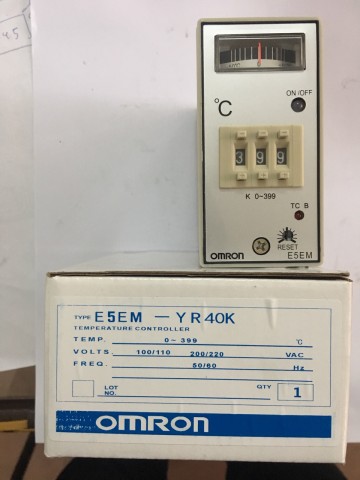 0
ON/OFF
°C
3 9 9
K 0-399
TC B
RESET
OMRON
E5EM
TYPE E5EM — YR40K
TEMPERATURE CONTROLLER
TEMP. 0-399 °C
VOLTS. 100/110 200/220 VAC
FREQ. 50/60 Hz
LOT NO. QTY 1
OMRON